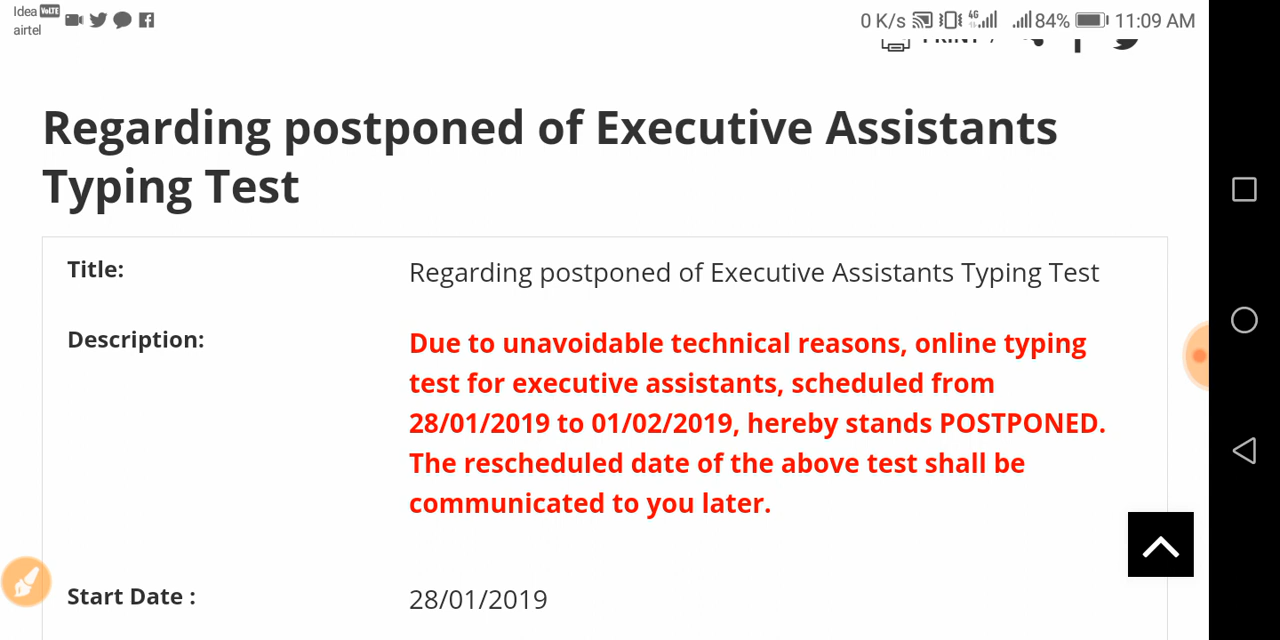 Idea VoLTE
airtel
0 K/s 4G 84% 11:09 AM
Regarding postponed of Executive Assistants
Typing Test
Title:
Regarding postponed of Executive Assistants Typing Test
Description:
Due to unavoidable technical reasons, online typing
test for executive assistants, scheduled from
28/01/2019 to 01/02/2019, hereby stands POSTPONED.
The rescheduled date of the above test shall be
communicated to you later.
Start Date :
28/01/2019